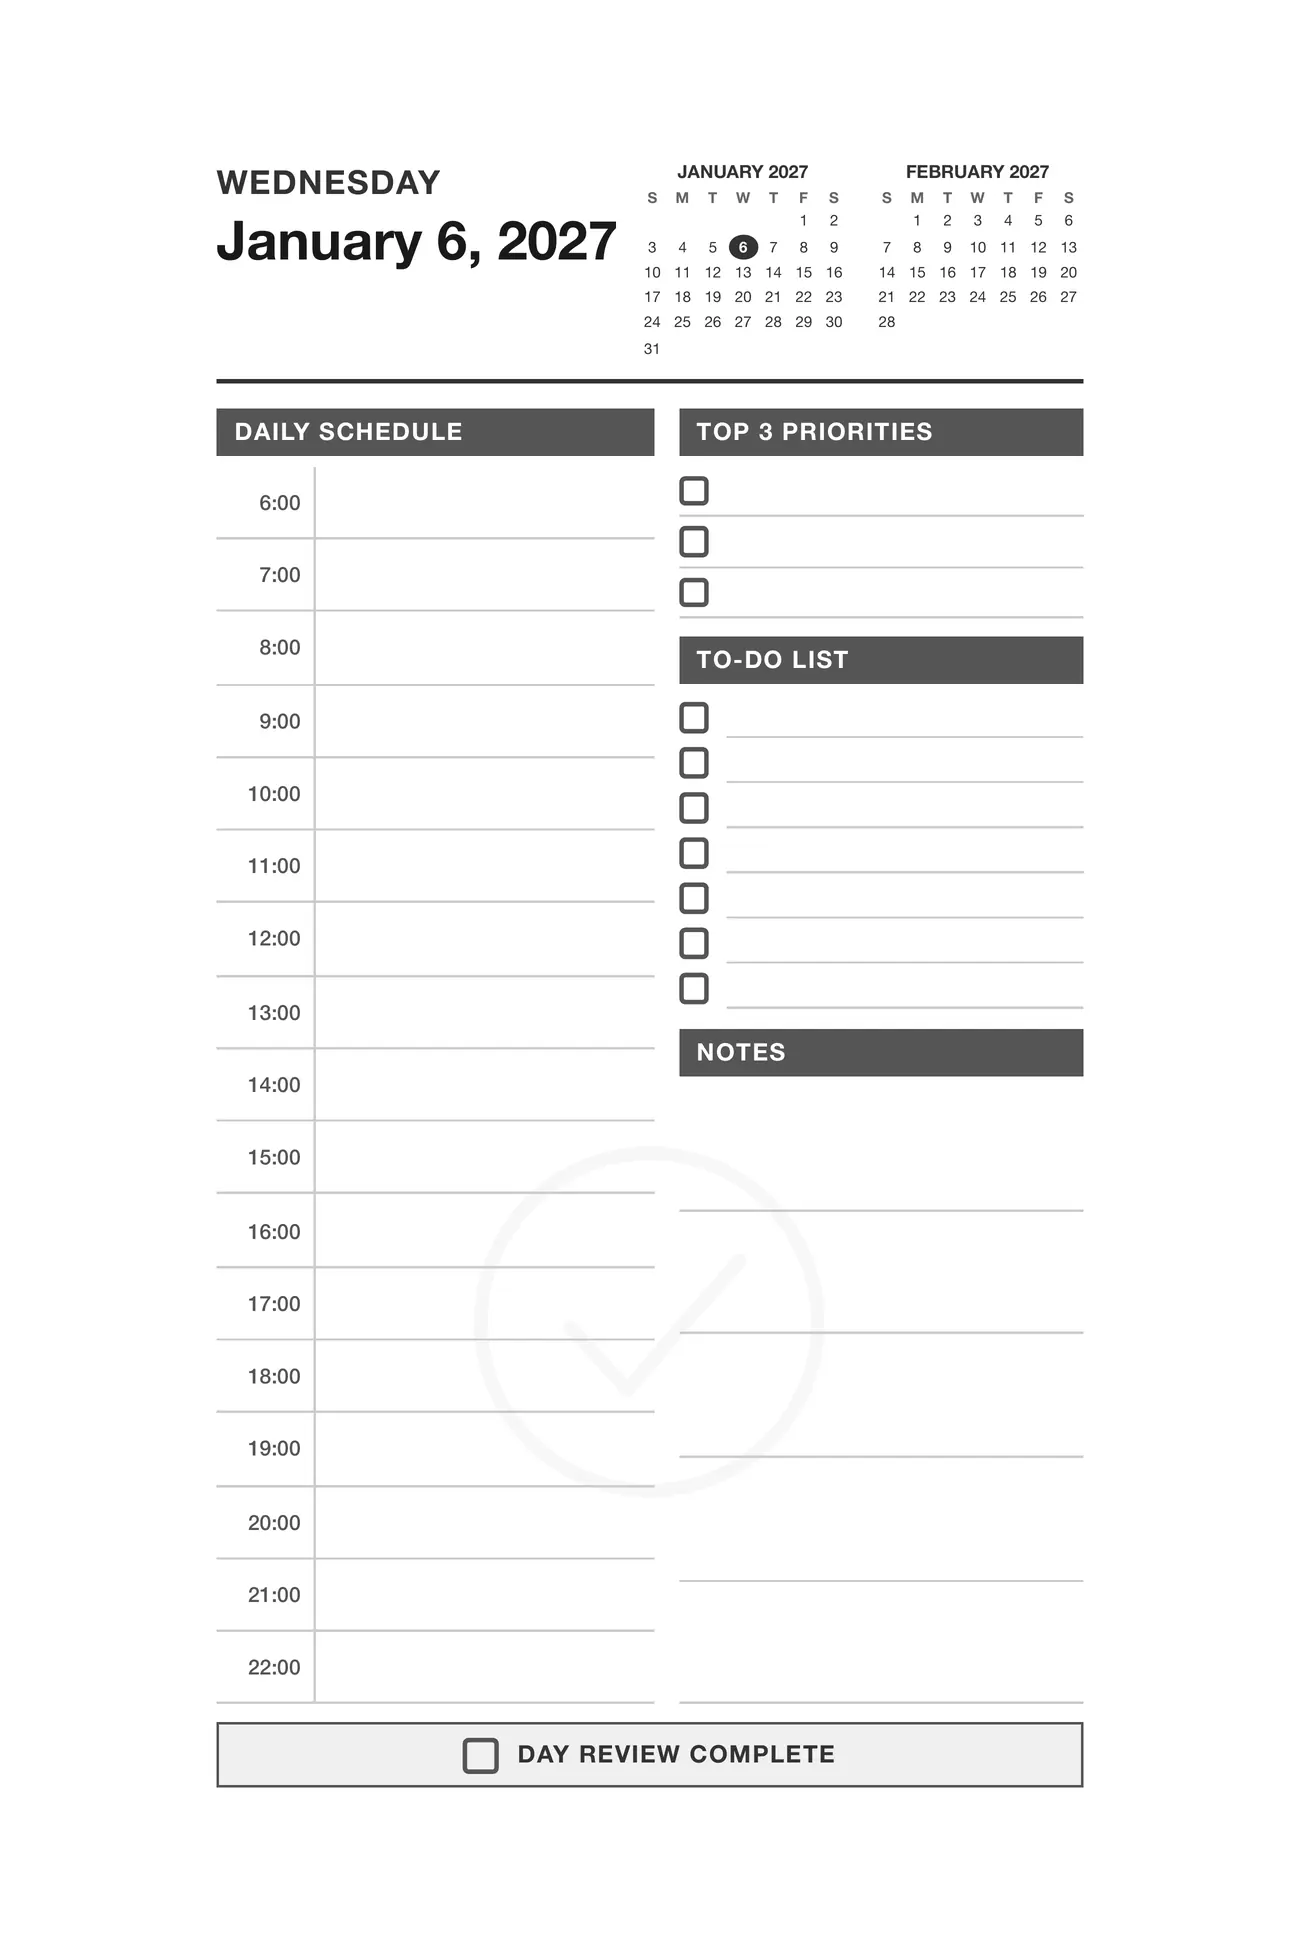 WEDNESDAY
January 6, 2027
JANUARY 2027
S M T W T F S
1 2
3 4 5 6 7 8 9
10 11 12 13 14 15 16
17 18 19 20 21 22 23
24 25 26 27 28 29 30
31
FEBRUARY 2027
S M T W T F S
1 2 3 4 5 6
7 8 9 10 11 12 13
14 15 16 17 18 19 20
21 22 23 24 25 26 27
28
DAILY SCHEDULE
6:00
7:00
8:00
9:00
10:00
11:00
12:00
13:00
14:00
15:00
16:00
17:00
18:00
19:00
20:00
21:00
22:00
TOP 3 PRIORITIES
TO-DO LIST
NOTES
DAY REVIEW COMPLETE